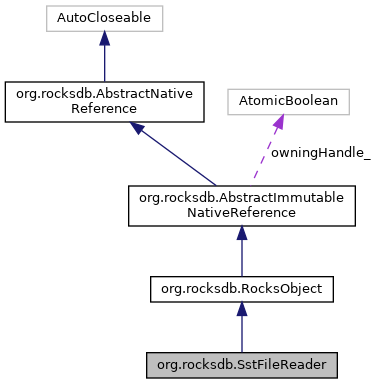 AutoCloseable
org.rocksdb.AbstractNative
Reference
AtomicBoolean
owningHandle_
org.rocksdb.AbstractImmutable
NativeReference
org.rocksdb.RocksObject
org.rocksdb.SstFileReader